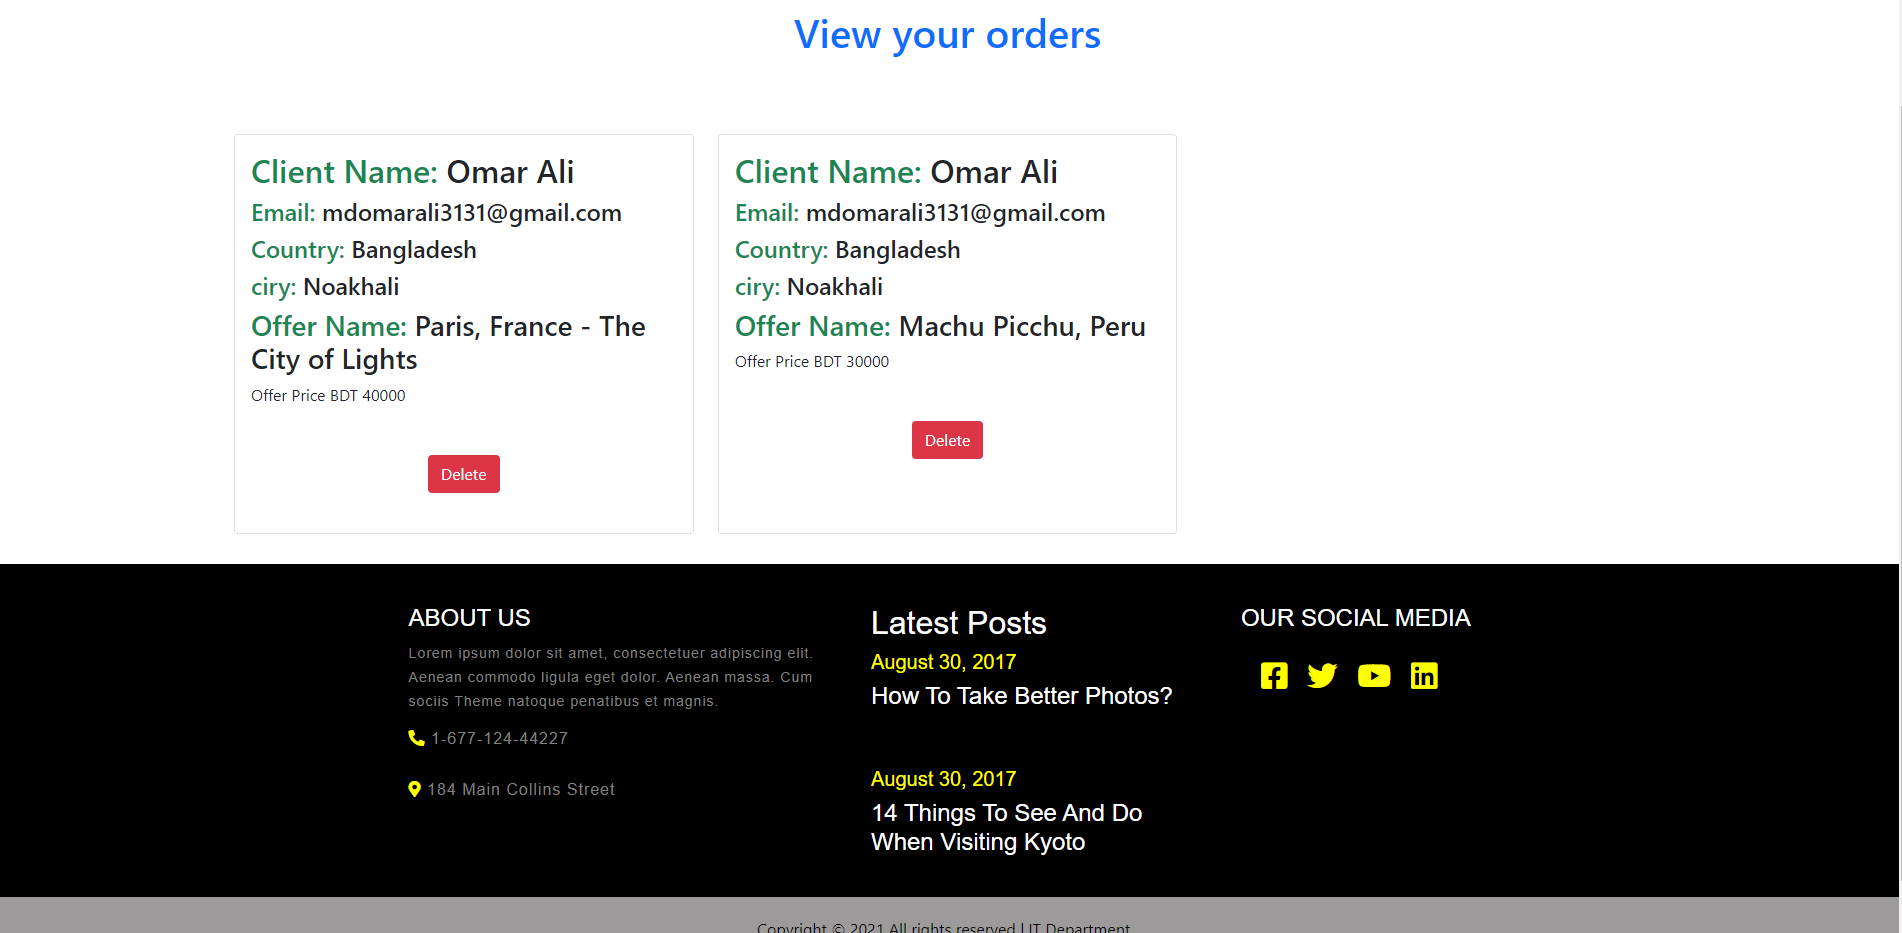 View your orders
Client Name: Omar Ali
Email: mdomarali3131@gmail.com
Country: Bangladesh
ciry: Noakhali
Offer Name: Paris, France - The
City of Lights
Offer Price BDT 40000
Delete
Client Name: Omar Ali
Email: mdomarali3131@gmail.com
Country: Bangladesh
ciry: Noakhali
Offer Name: Machu Picchu, Peru
Offer Price BDT 30000
Delete
ABOUT US
Lorem ipsum dolor sit amet, consectetuer adipiscing elit.
Aenean commodo ligula eget dolor. Aenean massa. Cum
sociis Theme natoque penatibus et magnis.
1-677-124-44227
184 Main Collins Street
Latest Posts
August 30, 2017
How To Take Better Photos?
August 30, 2017
14 Things To See And Do
When Visiting Kyoto
OUR SOCIAL MEDIA
Copyright © 2021 All rights reserved | IT Department